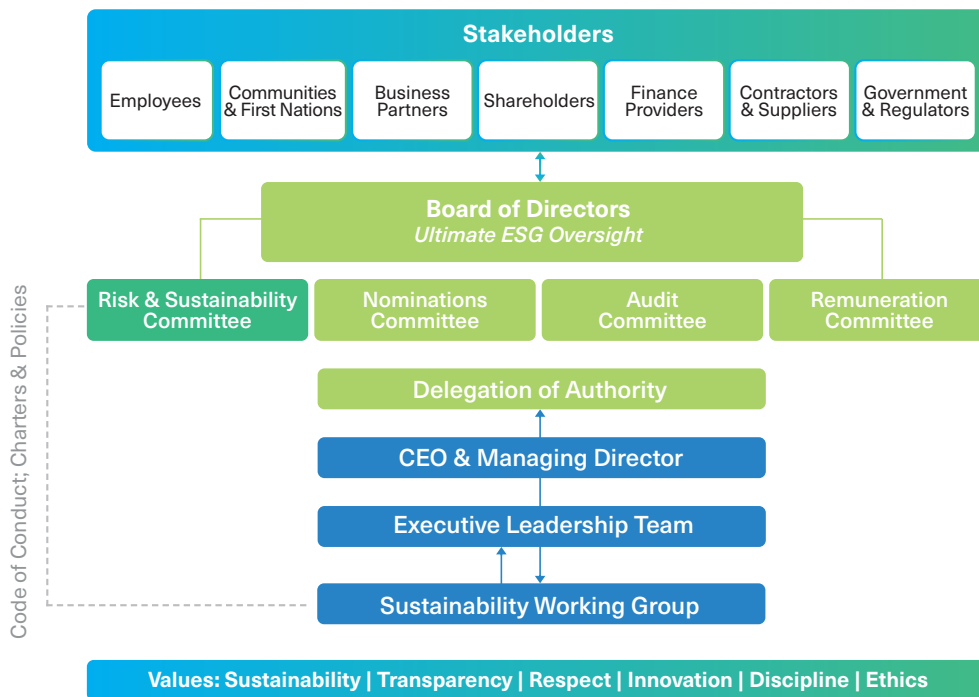 Stakeholders
Employees
Communities
& First Nations
Business
Partners
Shareholders
Finance
Providers
Contractors
& Suppliers
Government
& Regulators
Board of Directors
Ultimate ESG Oversight
Risk & Sustainability
Committee
Nominations
Committee
Audit
Committee
Remuneration
Committee
Code of Conduct; Charters & Policies
Delegation of Authority
CEO & Managing Director
Executive Leadership Team
Sustainability Working Group
Values: Sustainability | Transparency | Respect | Innovation | Discipline | Ethics